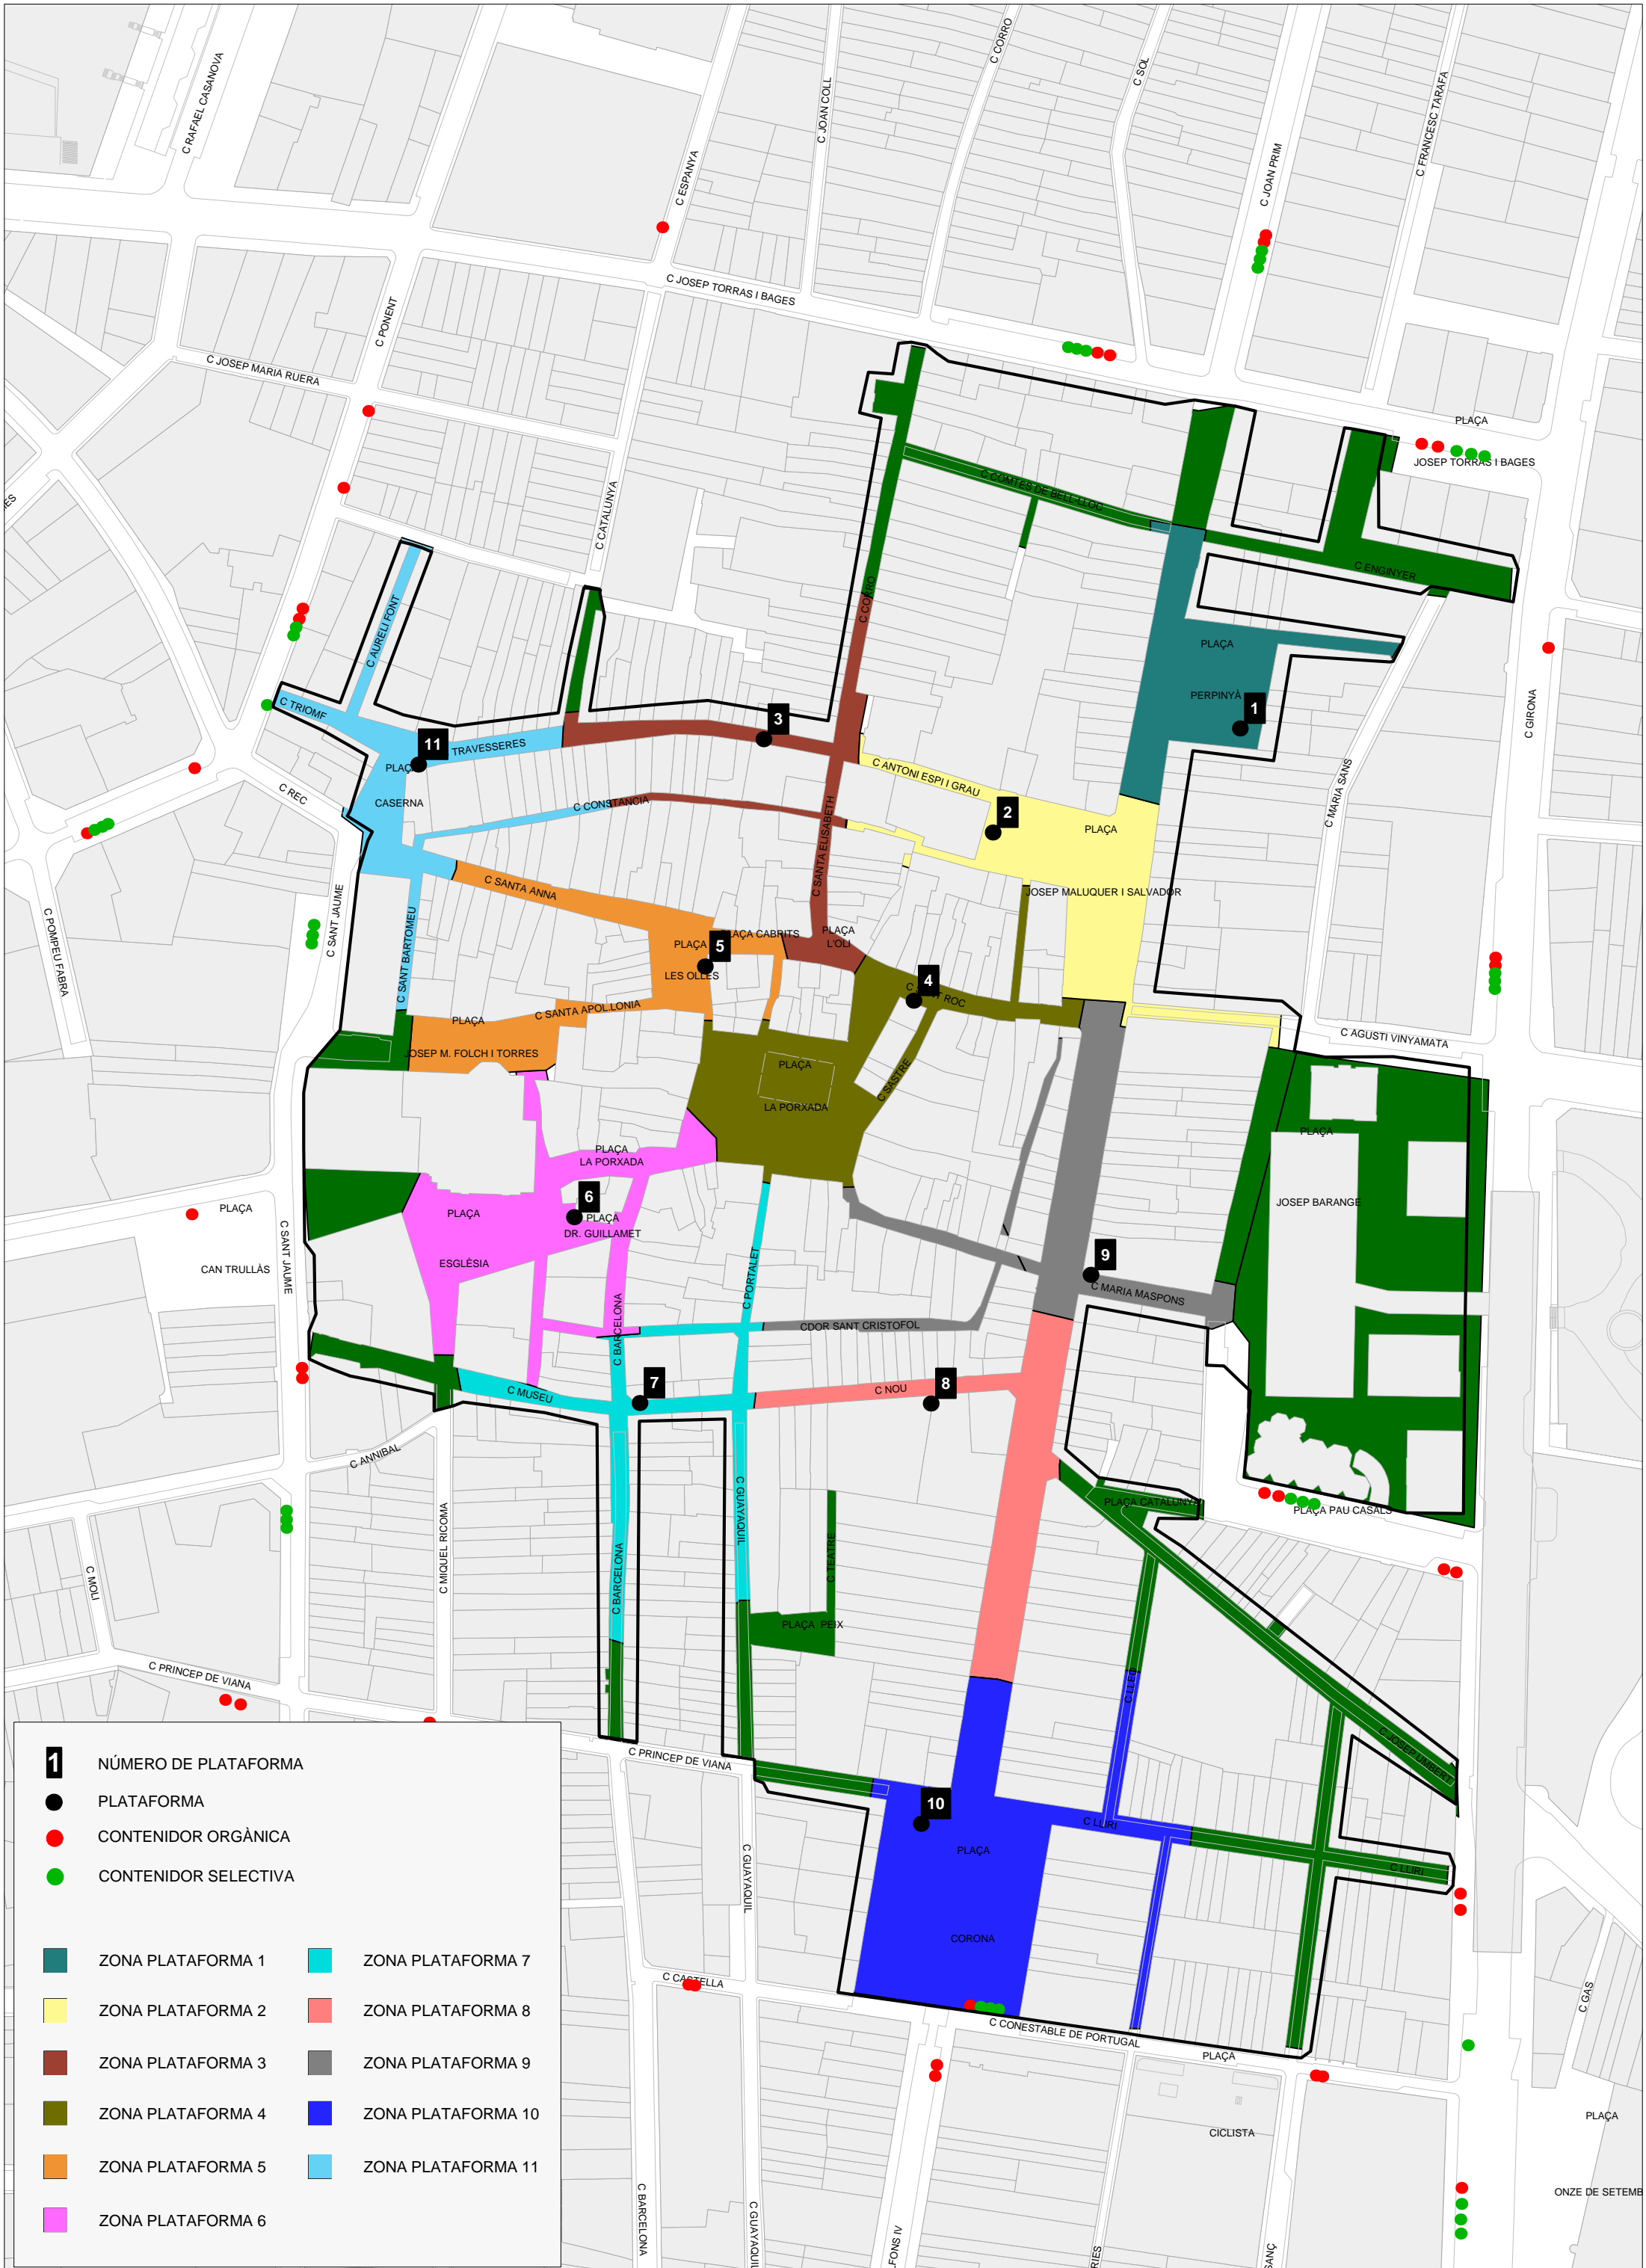 C RAFAEL CASANOVA
C ESPANYA
C JOAN COLL
C CORRO
C SOL
C JOAN PRIM
C FRANCESC TARAFA
C JOSEP TORRAS I BAGES
C PONENT
C JOSEP MARIA RUERA
C CATALUNYA
PLAÇA
JOSEP TORRAS I BAGES
C COMTES DE BELL-LLOC
C ENGINYER
C CORRO
C AURELI FONT
C TRIOMF
TRAVESSERES
PLAÇA
PERPINYÀ
1
3
11
PLAÇA
CASERNA
C GIRONA
C MARIA SANS
C REC
C CONSTANCIA
C ANTONI ESPI I GRAU
2
PLAÇA
JOSEP MALUQUER I SALVADOR
C SANTA ELISABETH
C SANTA ANNA
C SANT JAUME
C POMPEU FABRA
C SANT BARTOMEU
PLAÇA CABRITS
PLAÇA
L'OLI
PLAÇA
LES OLLES
5
4
C SANT ROC
C SANTA APOL.LONIA
PLAÇA
JOSEP M. FOLCH I TORRES
C AGUSTI VINYAMATA
PLAÇA
LA PORXADA
C SASTRE
PLAÇA
JOSEP BARANGE
PLAÇA
LA PORXADA
6
PLAÇA
DR. GUILLAMET
PLAÇA
ESGLÈSIA
PLAÇA
CAN TRULLÀS
C SANT JAUME
C PORTALET
9
C MARIA MASPONS
C BARCELONA
CDOR SANT CRISTOFOL
C MUSEU
7
C NOU
8
C ANNIBAL
C MIQUEL RICOMA
C MOLI
C GUAYAQUIL
C BARCELONA
C TEATRE
PLAÇA PEIX
PLAÇA CATALUNYA
PLAÇA PAU CASALS
C LLEO
C JOSEP UMBERT
C PRINCEP DE VIANA
C PRINCEP DE VIANA
10
PLAÇA
CORONA
C LLIRI
C LLIRI
C GUAYAQUIL
C CASTELLA
C CONESTABLE DE PORTUGAL
PLAÇA
CICLISTA
C GAS
PLAÇA
ONZE DE SETEMB
C BARCELONA
C GUAYAQUIL
1 NÚMERO DE PLATAFORMA
PLATAFORMA
CONTENIDOR ORGÀNICA
CONTENIDOR SELECTIVA
ZONA PLATAFORMA 1
ZONA PLATAFORMA 2
ZONA PLATAFORMA 3
ZONA PLATAFORMA 4
ZONA PLATAFORMA 5
ZONA PLATAFORMA 6
ZONA PLATAFORMA 7
ZONA PLATAFORMA 8
ZONA PLATAFORMA 9
ZONA PLATAFORMA 10
ZONA PLATAFORMA 11